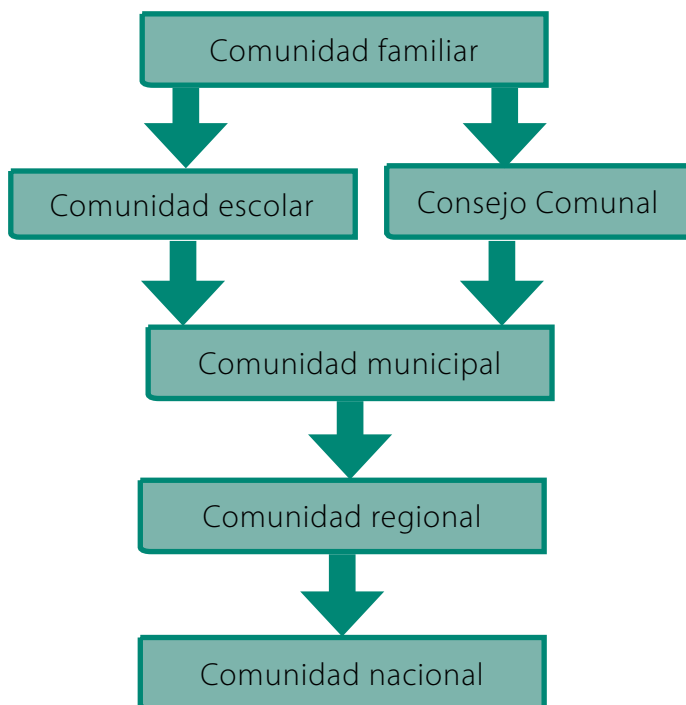 Comunidad familiar
Comunidad escolar
Consejo Comunal
Comunidad municipal
Comunidad regional
Comunidad nacional